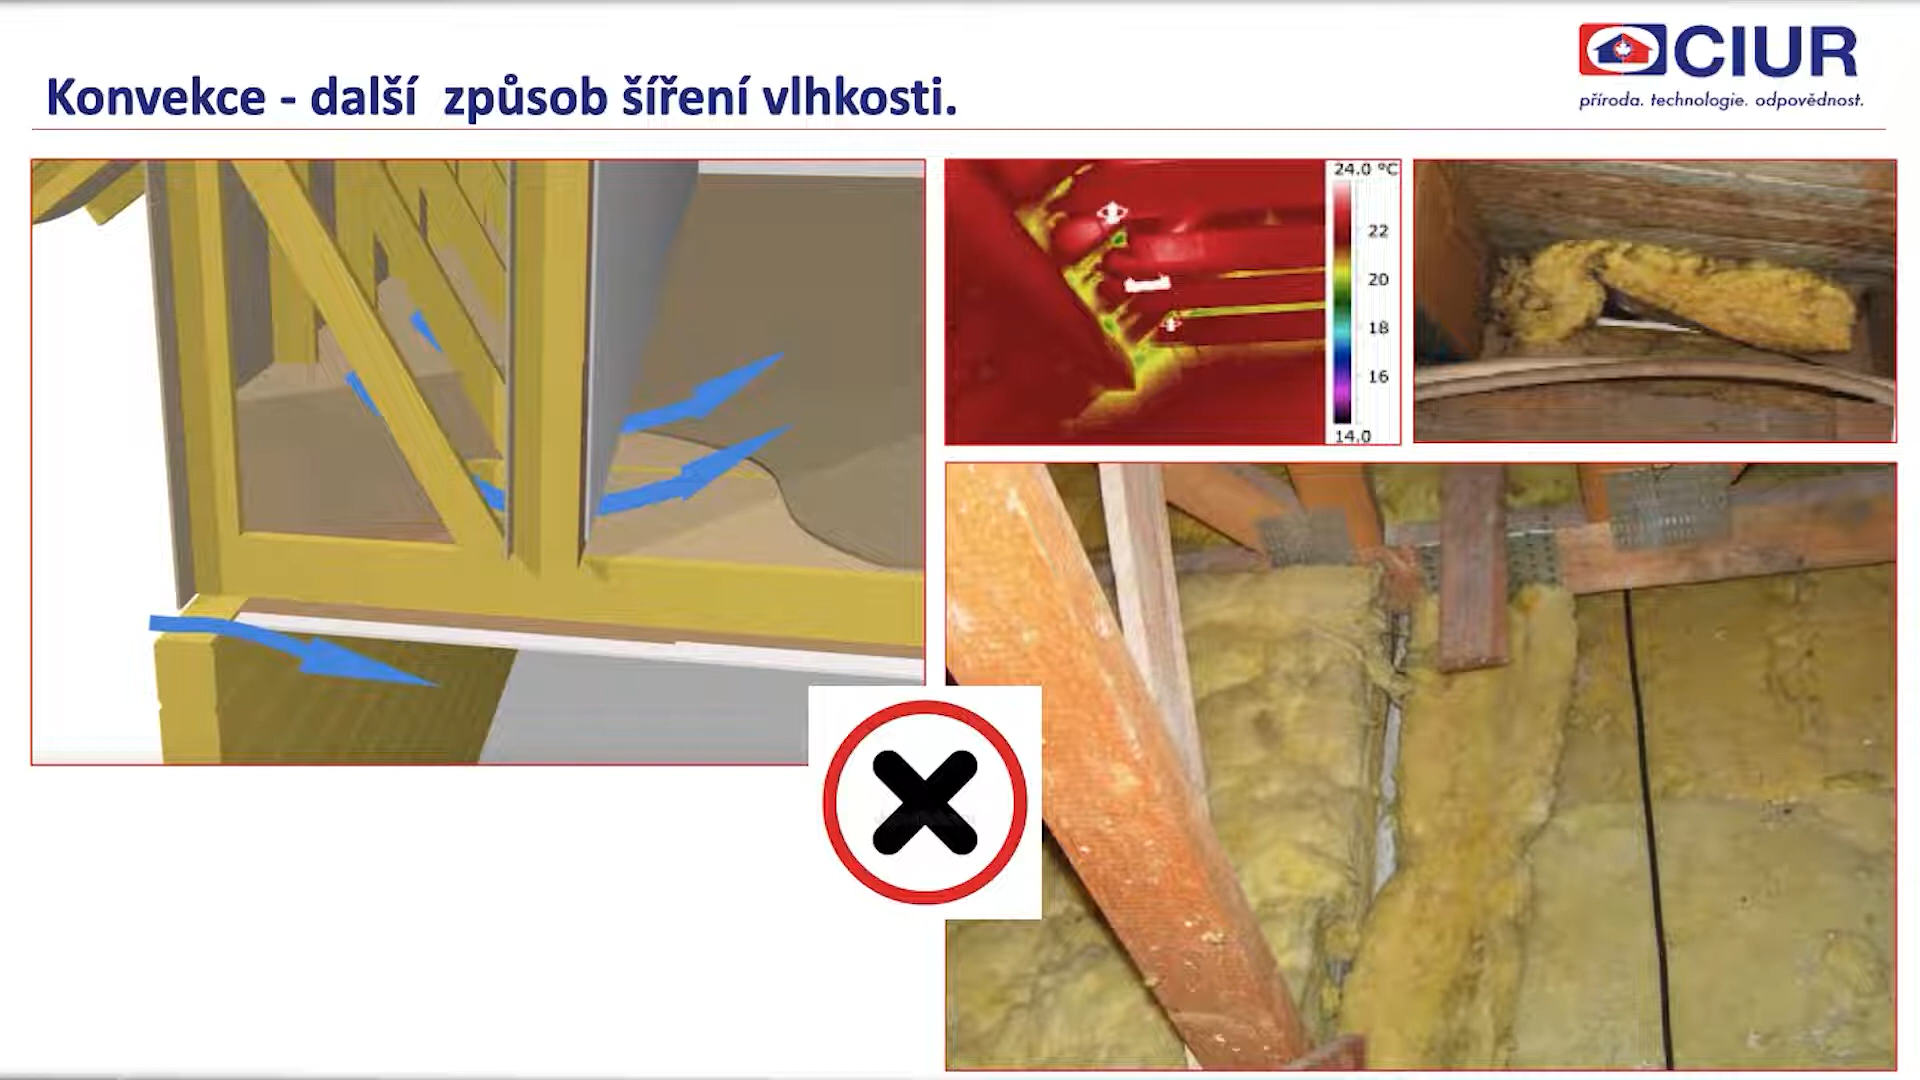 CIUR
příroda. technologie. odpovědnost.
Konvekce - další způsob šíření vlhkosti.
24.0 °C
22
20
18
16
14.0